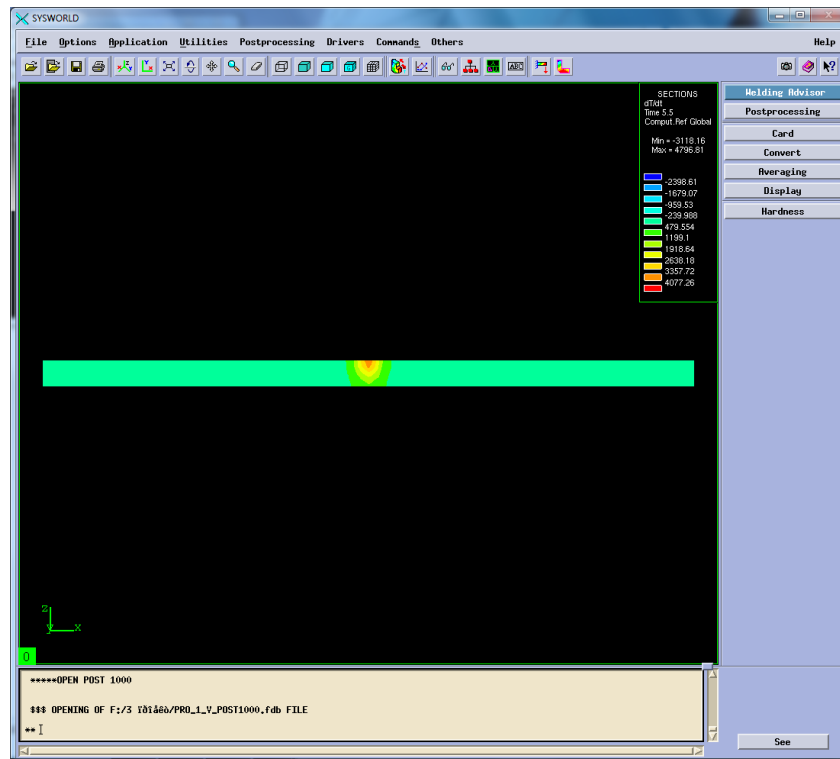 SYSWORLD
File Options Application Utilities Postprocessing Drivers Commands Others Help
ABC
SECTIONS
dT/dt
Time 5.5
Comput.Ref Global
Min = -3118.16
Max = 4796.81
-2398.61
-1679.07
-959.53
-239.988
479.554
1199.1
1918.64
2638.18
3357.72
4077.26
Welding Advisor
Postprocessing
Card
Convert
Averaging
Display
Hardness
Z
Y X
0
*****OPEN POST 1000
$$$ OPENING OF F:/3 ïðîåêò/PRO_1_V_POST1000.fdb FILE
**
See